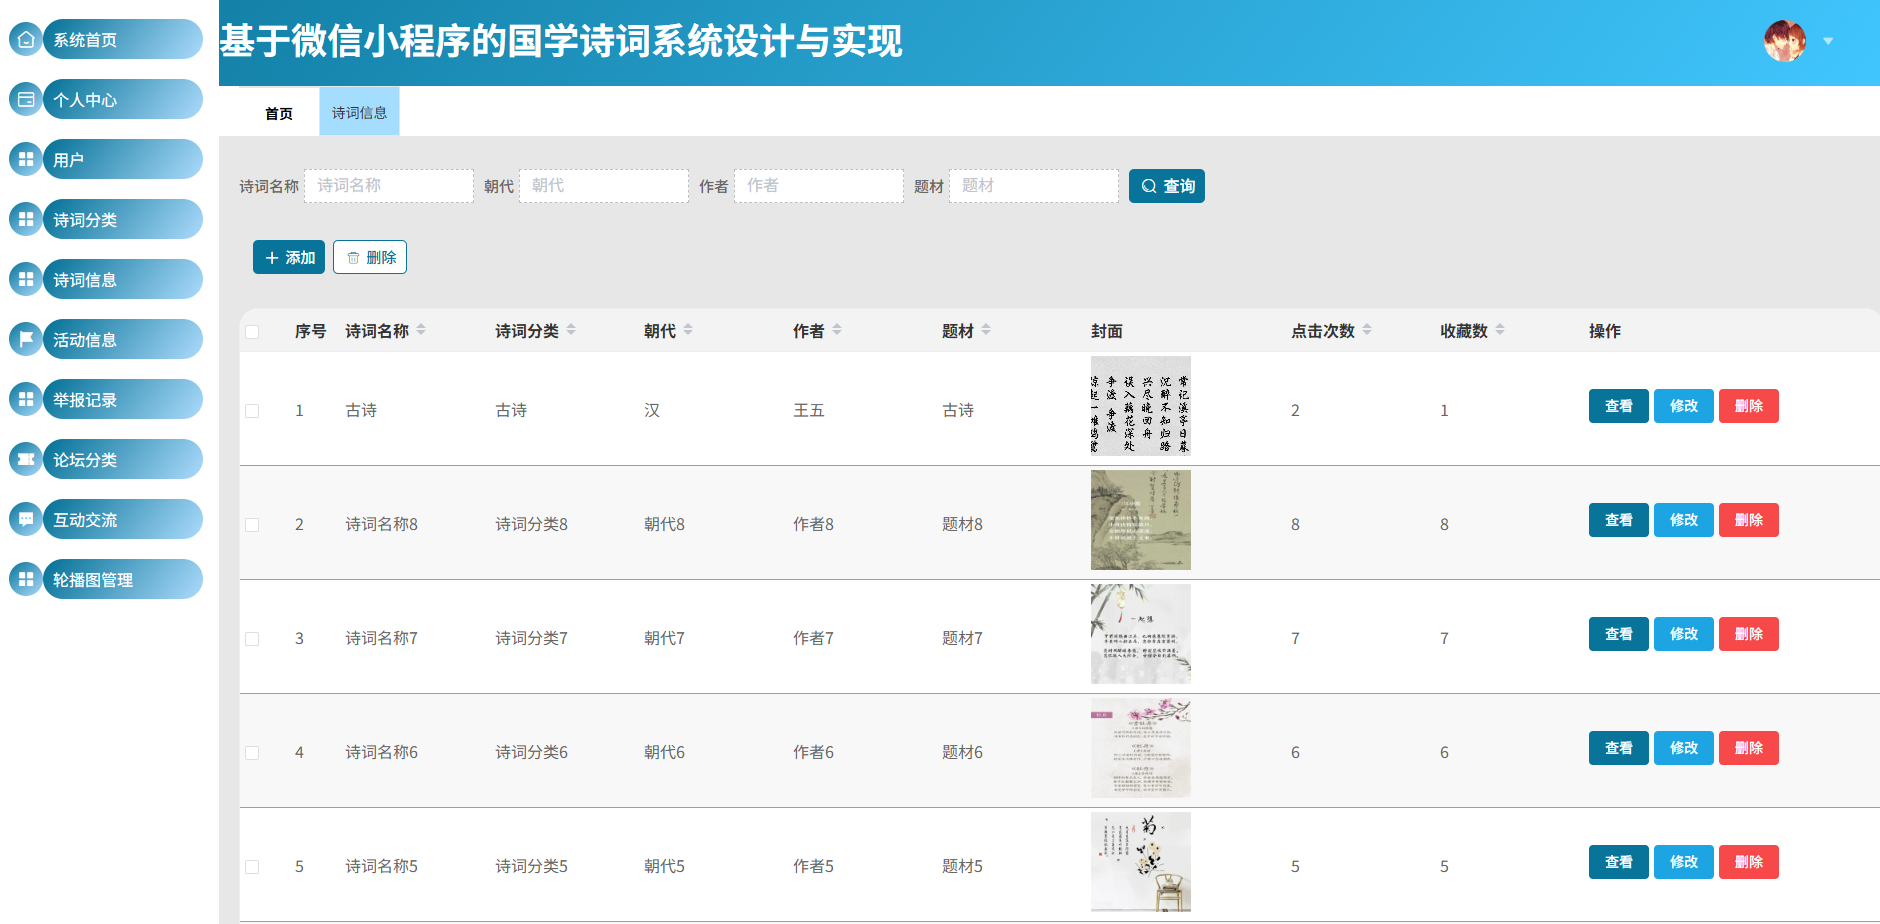 基于微信小程序的国学诗词系统设计与实现
系统首页
个人中心
用户
诗词分类
诗词信息
活动信息
举报记录
论坛分类
互动交流
轮播图管理
首页 诗词信息
诗词名称 诗词名称 朝代 朝代 作者 作者 题材 题材 查询
添加 删除
序号 诗词名称 诗词分类 朝代 作者 题材 封面 点击次数 收藏数 操作
1 古诗 古诗 汉 王五 古诗 2 1 查看 修改 删除
常记溪亭日暮
沉醉不知归路
兴尽晚回舟
误入藕花深处
争渡 争渡
惊起一滩鸥鹭
2 诗词名称8 诗词分类8 朝代8 作者8 题材8 8 8 查看 修改 删除
3 诗词名称7 诗词分类7 朝代7 作者7 题材7 7 7 查看 修改 删除
4 诗词名称6 诗词分类6 朝代6 作者6 题材6 6 6 查看 修改 删除
5 诗词名称5 诗词分类5 朝代5 作者5 题材5 5 5 查看 修改 删除
菊